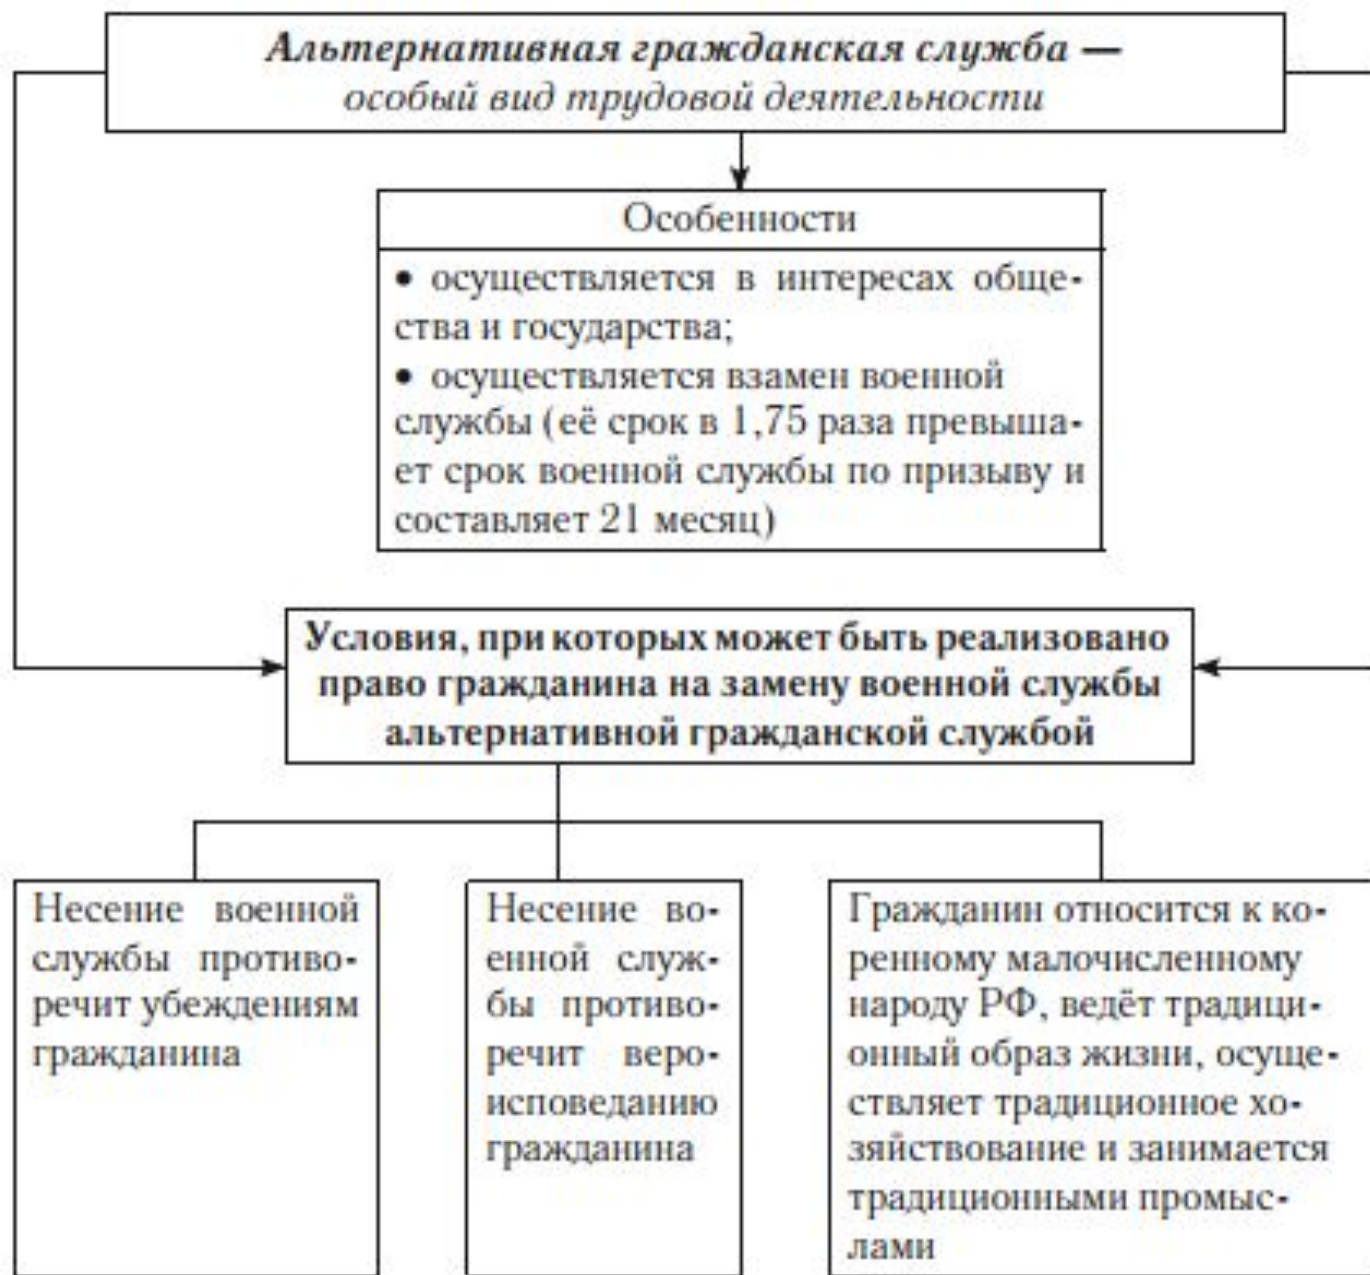 Альтернативная гражданская служба —
особый вид трудовой деятельности
Особенности
• осуществляется в интересах обще-
ства и государства;
• осуществляется взамен военной
службы (её срок в 1,75 раза превыша-
ет срок военной службы по призыву и
составляет 21 месяц)
Условия, при которых может быть реализовано
право гражданина на замену военной службы
альтернативной гражданской службой
Несение военной
службы противо-
речит убеждениям
гражданина
Несение во-
енной служ-
бы противо-
речит веро-
исповеданию
гражданина
Гражданин относится к ко-
ренному малочисленному
народу РФ, ведёт традици-
онный образ жизни, осуще-
ствляет традиционное хо-
зяйствование и занимается
традиционными промыс-
лами